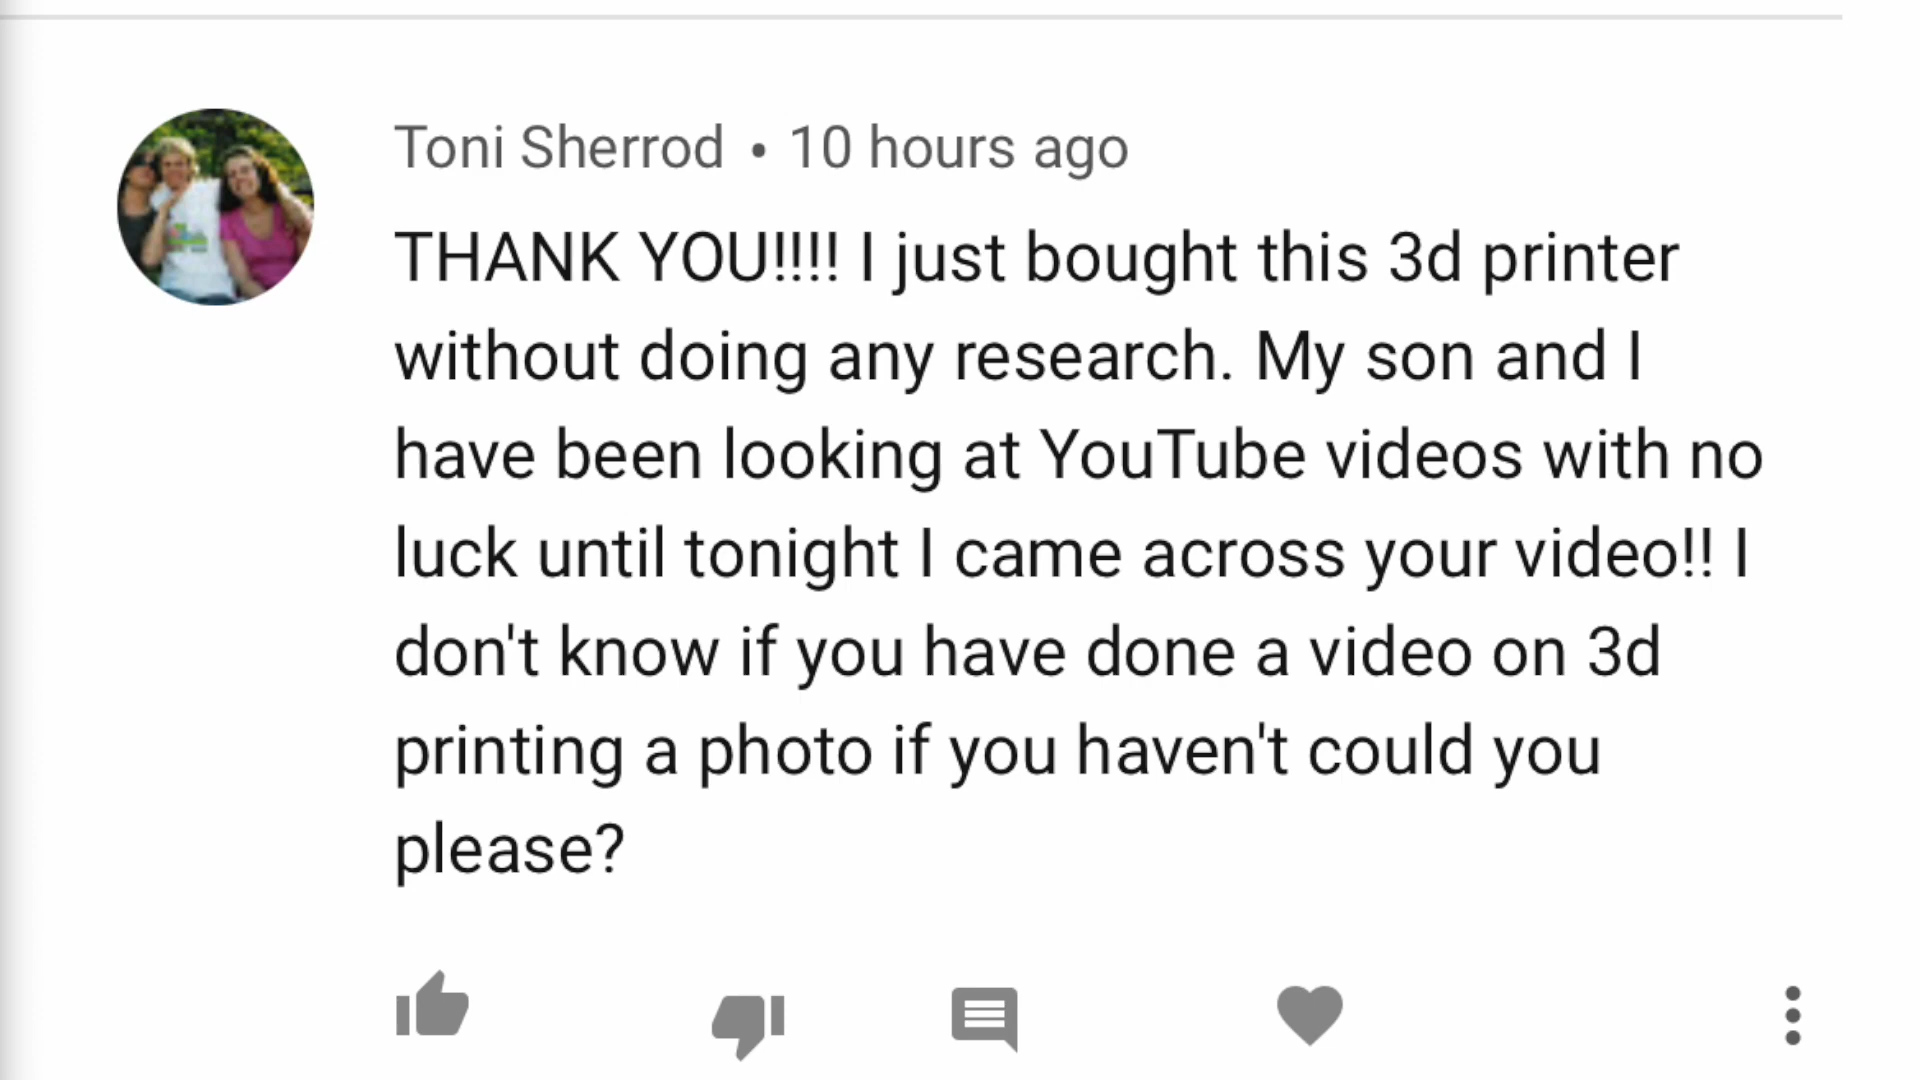 Toni Sherrod • 10 hours ago
THANK YOU!!!! I just bought this 3d printer
without doing any research. My son and I
have been looking at YouTube videos with no
luck until tonight I came across your video!! I
don't know if you have done a video on 3d
printing a photo if you haven't could you
please?